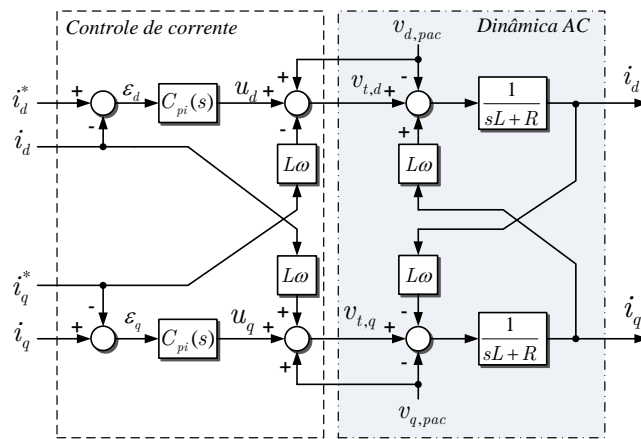 Controle de corrente
Dinâmica AC
v_{d,pac}
i_d^* + ε_d C_{pi}(s) u_d + + - v_{t,d} + - + 1/(sL+R) i_d
-
i_d
Lω Lω
Lω Lω
i_q^*
-
i_q + ε_q C_{pi}(s) u_q + + + v_{t,q} + - - 1/(sL+R) i_q
v_{q,pac}